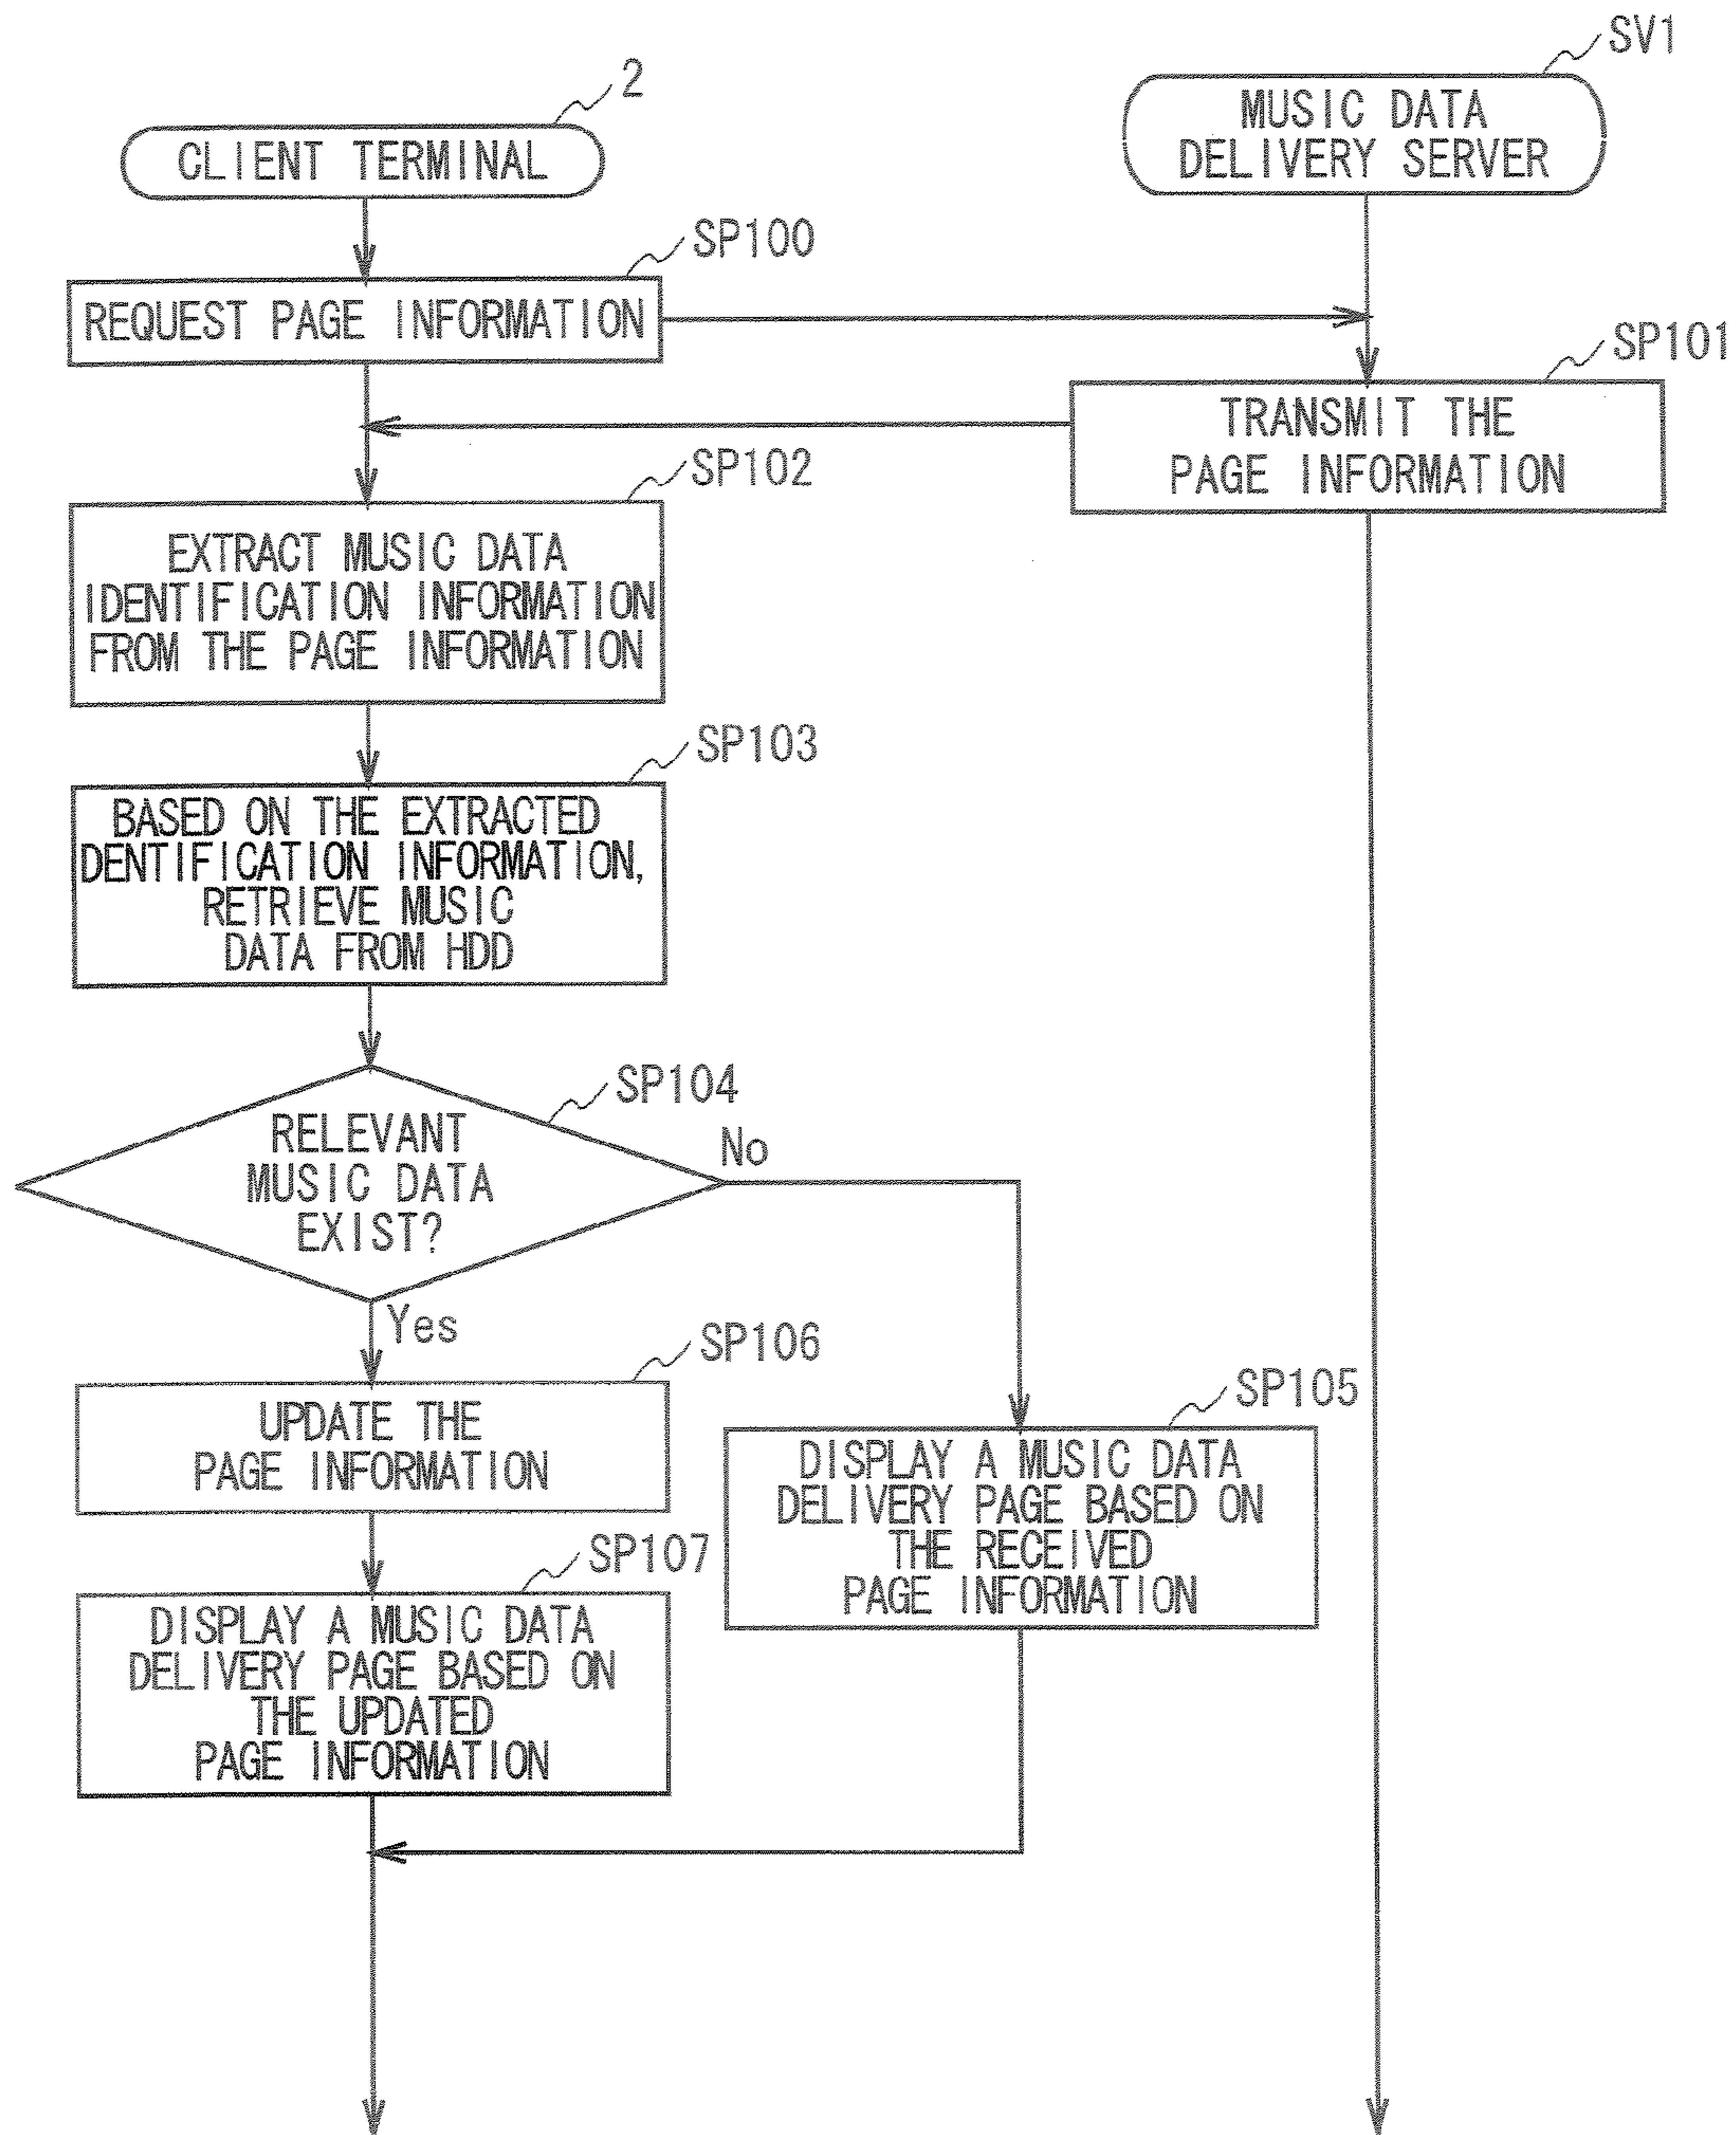 SV1
2
MUSIC DATA
DELIVERY SERVER
CLIENT TERMINAL
SP100
REQUEST PAGE INFORMATION
SP101
TRANSMIT THE
PAGE INFORMATION
SP102
EXTRACT MUSIC DATA
IDENTIFICATION INFORMATION
FROM THE PAGE INFORMATION
SP103
BASED ON THE EXTRACTED
DENTIFICATION INFORMATION,
RETRIEVE MUSIC
DATA FROM HDD
SP104
RELEVANT
MUSIC DATA
EXIST?
No
Yes
SP106
UPDATE THE
PAGE INFORMATION
SP105
DISPLAY A MUSIC DATA
DELIVERY PAGE BASED ON
THE RECEIVED
PAGE INFORMATION
SP107
DISPLAY A MUSIC DATA
DELIVERY PAGE BASED ON
THE UPDATED
PAGE INFORMATION